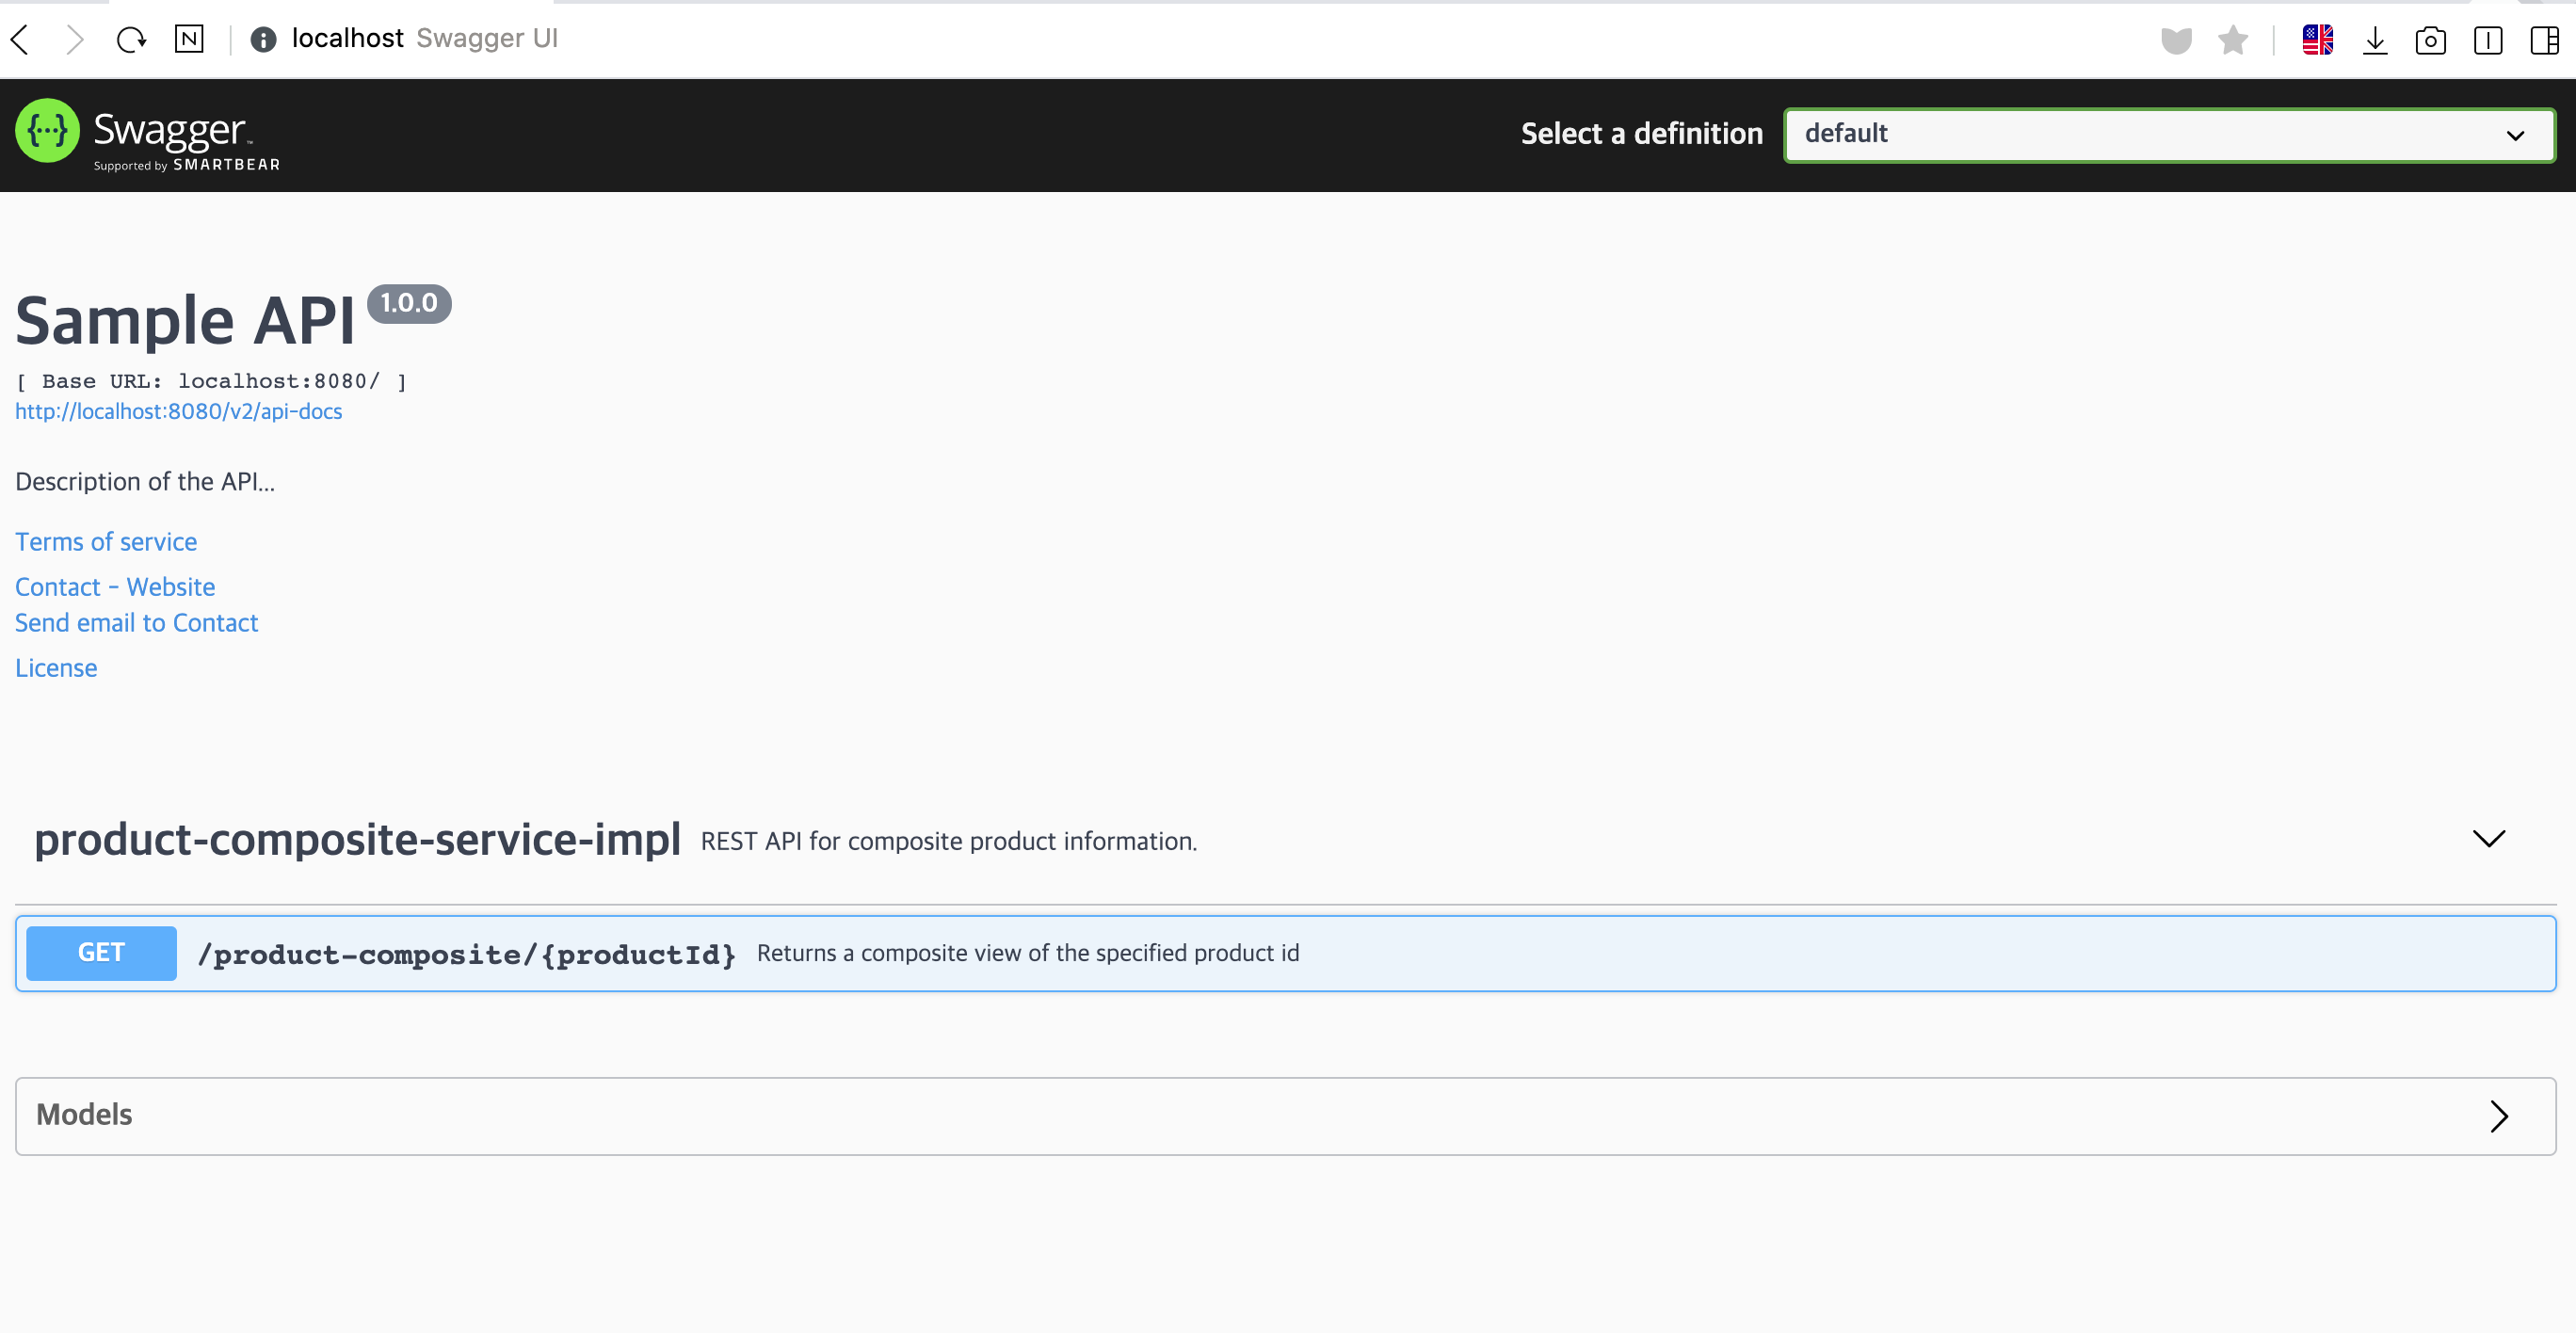 N
localhost Swagger UI
{···} Swagger™
Supported by SMARTBEAR
Select a definition default
Sample API 1.0.0
[ Base URL: localhost:8080/ ]
http://localhost:8080/v2/api-docs
Description of the API...
Terms of service
Contact - Website
Send email to Contact
License
product-composite-service-impl REST API for composite product information.
GET /product-composite/{productId} Returns a composite view of the specified product id
Models